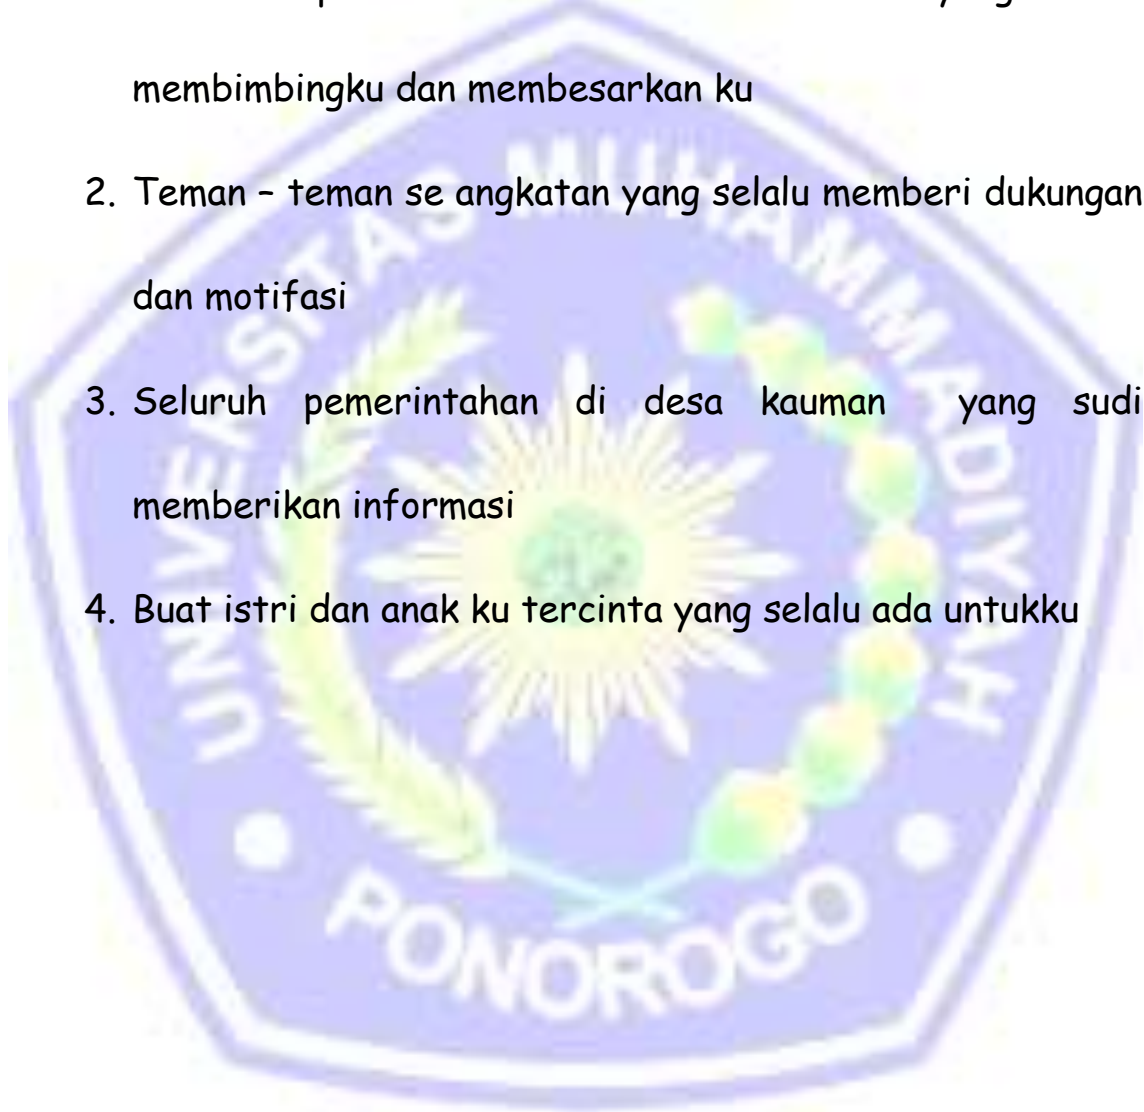 yang
membimbingku dan membesarkan ku
2. Teman – teman se angkatan yang selalu memberi dukungan
dan motifasi
3. Seluruh pemerintahan di desa kauman yang sudi
memberikan informasi
4. Buat istri dan anak ku tercinta yang selalu ada untukku
UNIVERSITAS MUHAMMADIYAH
PONOROGO